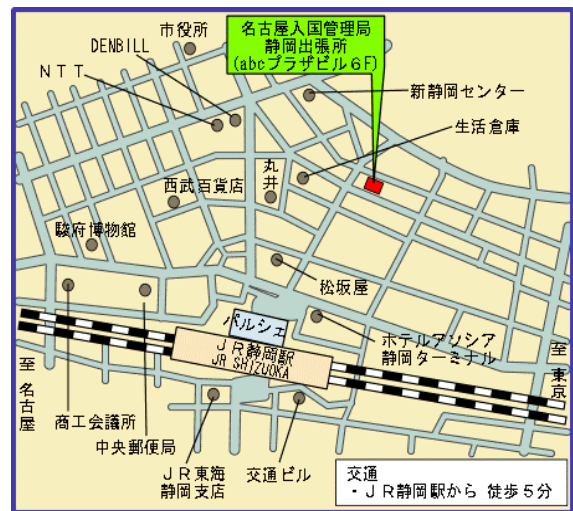 市役所
DENBILL
NTT
名古屋入国管理局
静岡出張所
(abcプラザビル6F)
新静岡センター
生活倉庫
丸井
西武百貨店
駿府博物館
松坂屋
パルシェ
JR静岡駅
JR SHIZUOKA
ホテルアソシア
静岡ターミナル
至 名古屋
至 東京
商工会議所
中央郵便局
JR東海
静岡支店
交通ビル
交通
・JR静岡駅から 徒歩5分